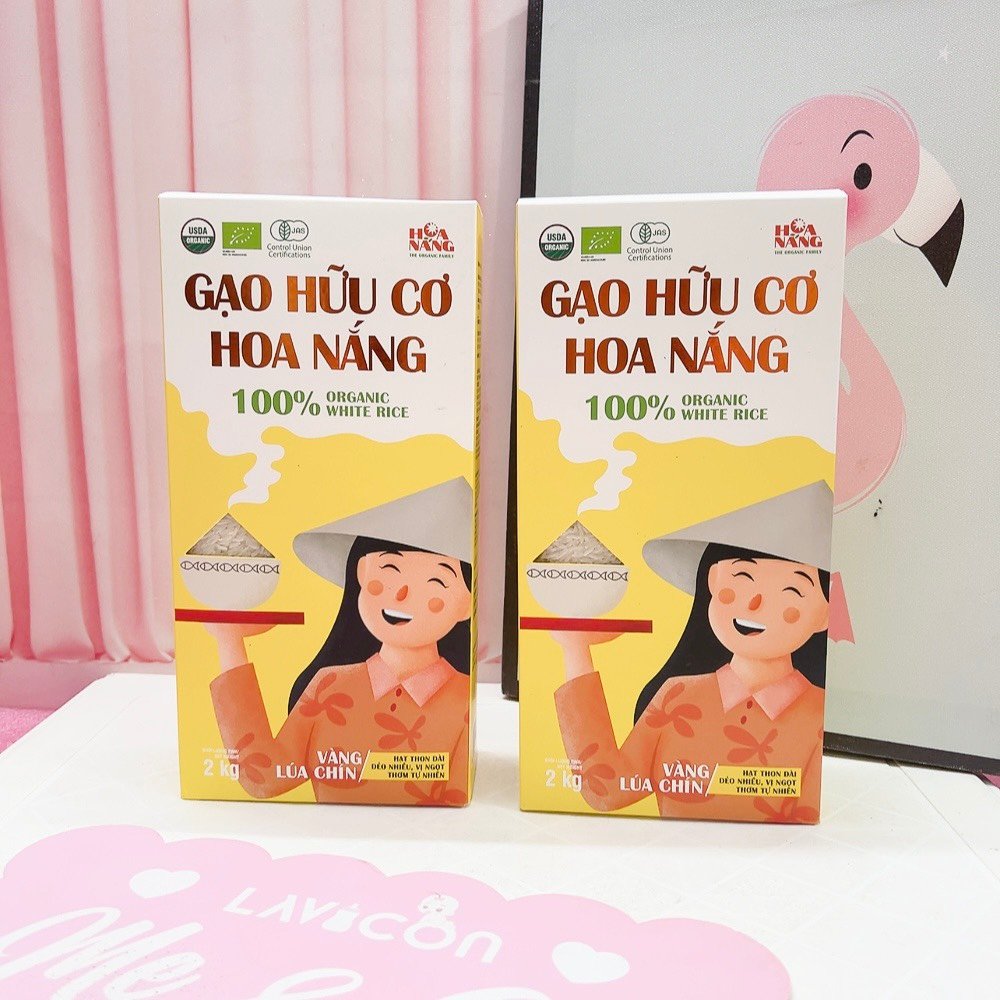 USDA
ORGANIC
JAS
Control Union
Certifications
HOA
NẮNG
THE ORGANIC FAMILY
GẠO HỮU CƠ
HOA NẮNG
100% ORGANIC
WHITE RICE
2 kg
VÀNG
LÚA CHÍN
HẠT THON DÀI
DẺO NHIỀU, VỊ NGỌT
THƠM TỰ NHIÊN
USDA
ORGANIC
JAS
Control Union
Certifications
HOA
NẮNG
THE ORGANIC FAMILY
GẠO HỮU CƠ
HOA NẮNG
100% ORGANIC
WHITE RICE
2 kg
VÀNG
LÚA CHÍN
HẠT THON DÀI
DẺO NHIỀU, VỊ NGỌT
THƠM TỰ NHIÊN
LAVICON
Me